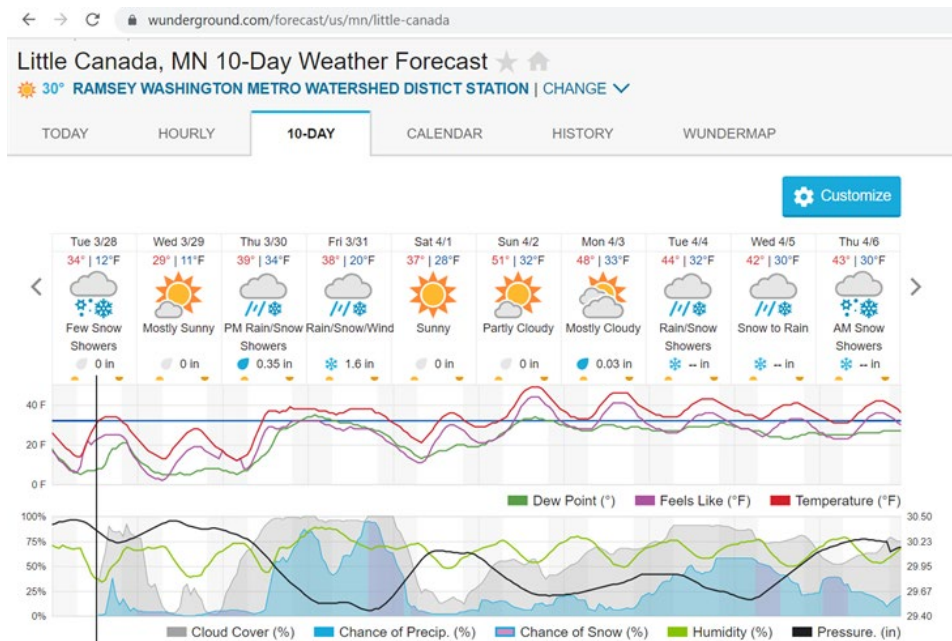 wunderground.com/forecast/us/mn/little-canada
Little Canada, MN 10-Day Weather Forecast
30° RAMSEY WASHINGTON METRO WATERSHED DISTICT STATION | CHANGE
TODAY HOURLY 10-DAY CALENDAR HISTORY WUNDERMAP
Customize
Tue 3/28 Wed 3/29 Thu 3/30 Fri 3/31 Sat 4/1 Sun 4/2 Mon 4/3 Tue 4/4 Wed 4/5 Thu 4/6
34° | 12°F 29° | 11°F 39° | 34°F 38° | 20°F 37° | 28°F 51° | 32°F 48° | 33°F 44° | 32°F 42° | 30°F 43° | 30°F
Few Snow Mostly Sunny PM Rain/Snow Rain/Snow/Wind Sunny Partly Cloudy Mostly Cloudy Rain/Snow Snow to Rain AM Snow
Showers Showers Showers Showers
0 in 0 in 0.35 in 1.6 in 0 in 0 in 0.03 in -- in -- in -- in
40 F
20 F
0 F
Dew Point (°) Feels Like (°F) Temperature (°F)
100% 30.50
75% 30.23
50% 29.95
25% 29.67
0% 29.40
Cloud Cover (%) Chance of Precip. (%) Chance of Snow (%) Humidity (%) Pressure. (in)